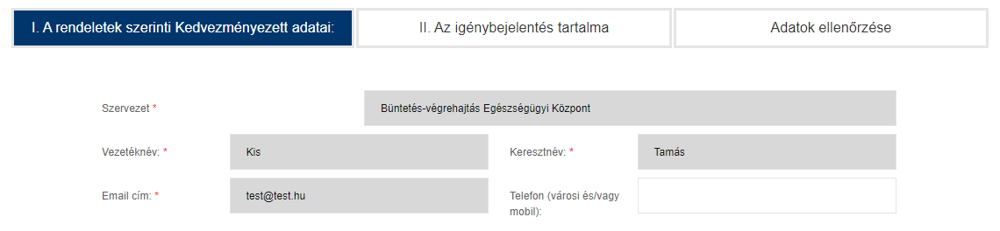 I. A rendeletek szerinti Kedvezményezett adatai:
II. Az igénybejelentés tartalma
Adatok ellenőrzése
Szervezet *
Büntetés-végrehajtás Egészségügyi Központ
Vezetéknév: *
Kis
Keresztnév: *
Tamás
Email cím: *
test@test.hu
Telefon (városi és/vagy
mobil):